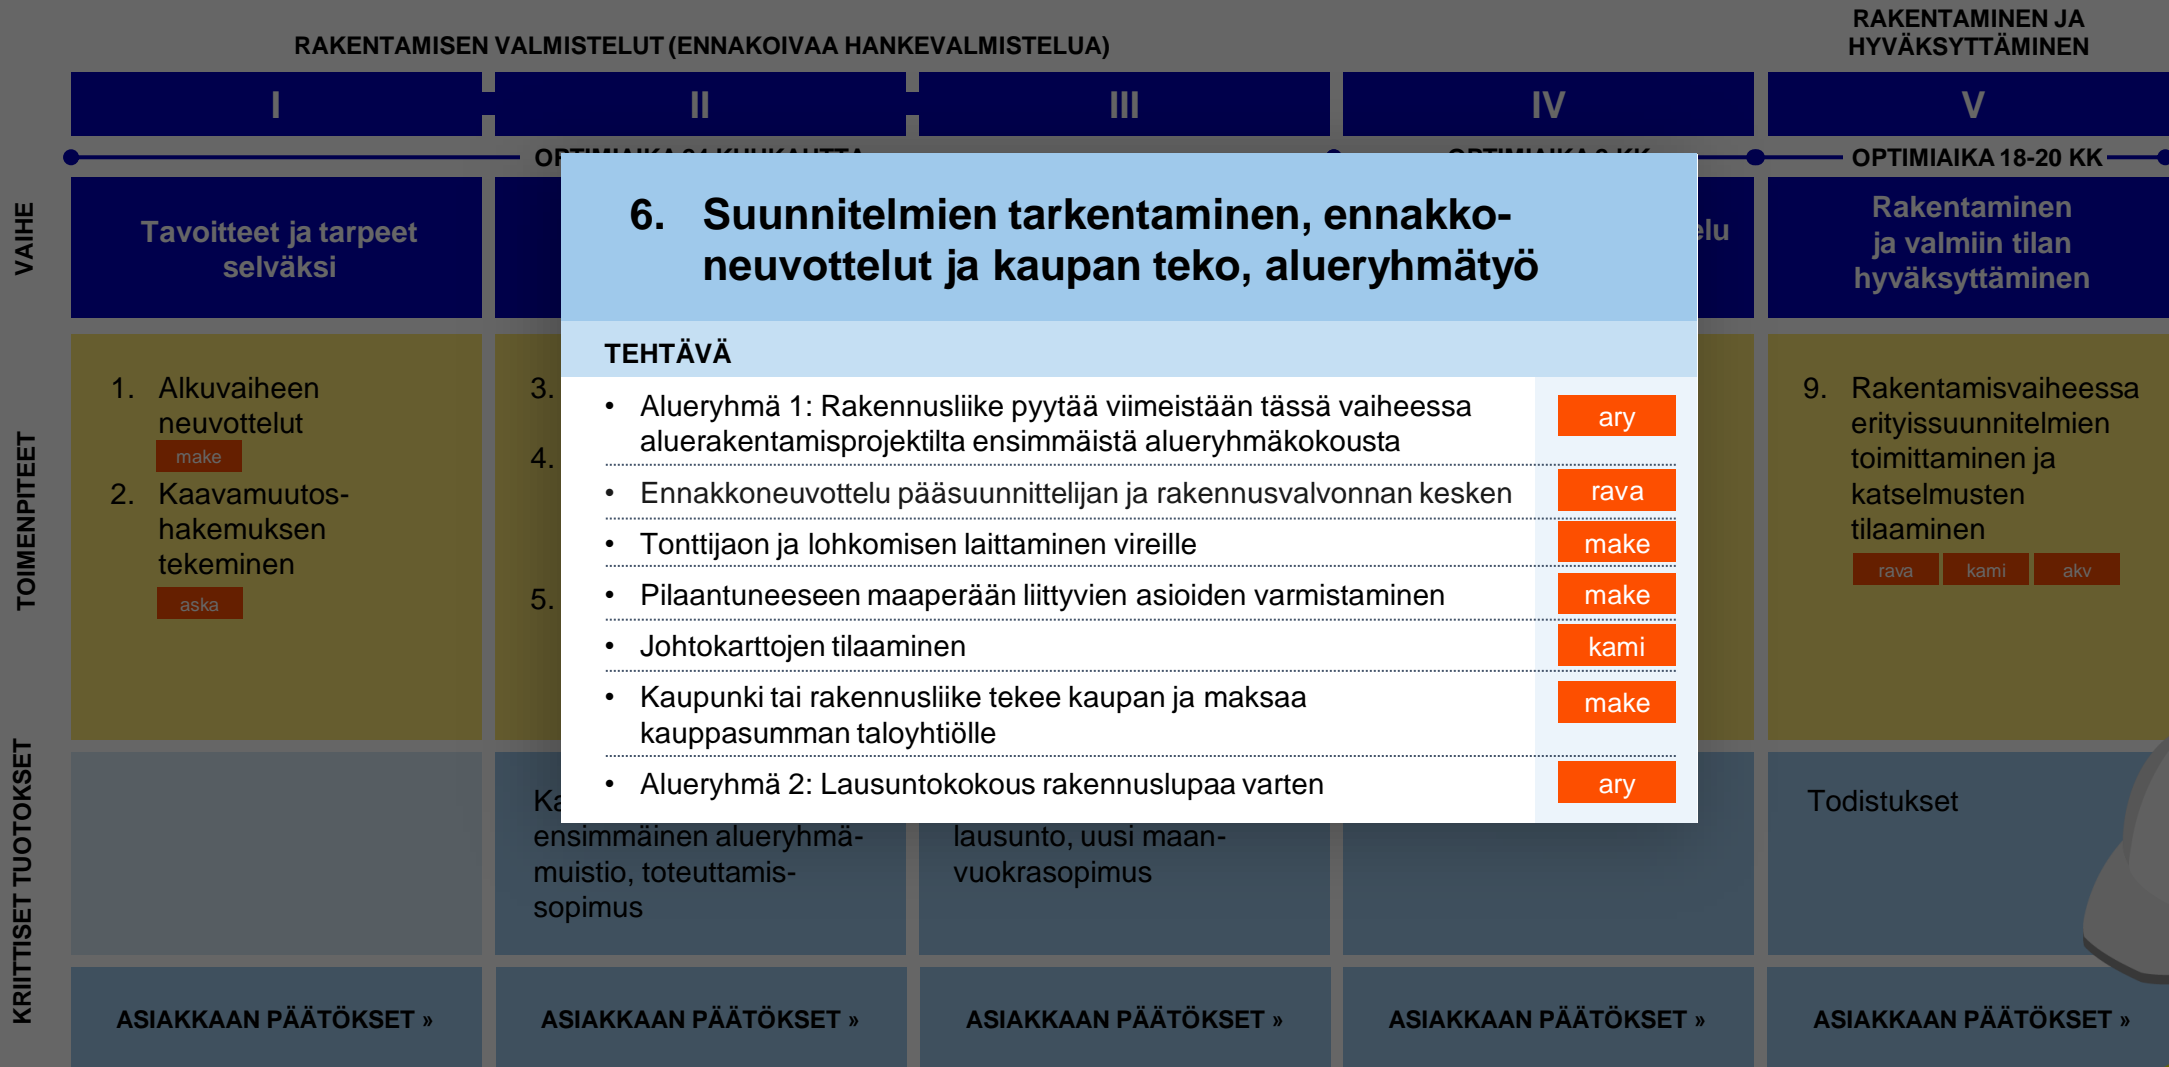 RAKENTAMISEN VALMISTELUT (ENNAKOIVAA HANKEVALMISTELUA)
RAKENTAMINEN JA
HYVÄKSYTTÄMINEN
I
II
III
IV
V
OPTIMIAIKA 18-20 KK
VAIHE
Tavoitteet ja tarpeet
selväksi
Rakentaminen
ja valmiin tilan
hyväksyttäminen
6. Suunnitelmien tarkentaminen, ennakko-
neuvottelut ja kaupan teko, alueryhmätyö
TEHTÄVÄ
• Alueryhmä 1: Rakennusliike pyytää viimeistään tässä vaiheessa
aluerakentamisprojektilta ensimmäistä alueryhmäkokousta
ary
• Ennakkoneuvottelu pääsuunnittelijan ja rakennusvalvonnan kesken
rava
• Tonttijaon ja lohkomisen laittaminen vireille
make
• Pilaantuneeseen maaperään liittyvien asioiden varmistaminen
make
• Johtokarttojen tilaaminen
kami
• Kaupunki tai rakennusliike tekee kaupan ja maksaa
kauppasumman taloyhtiölle
make
• Alueryhmä 2: Lausuntokokous rakennuslupaa varten
ary
TOIMENPITEET
1. Alkuvaiheen
neuvottelut
make
2. Kaavamuutos-
hakemuksen
tekeminen
aska
3.
4.
5.
9. Rakentamisvaiheessa
erityissuunnitelmien
toimittaminen ja
katselmusten
tilaaminen
rava kami akv
KRIITTISET TUOTOKSET
ensimmäinen alueryhmä-
muistio, toteuttamis-
sopimus
lausunto, uusi maan-
vuokrasopimus
Todistukset
ASIAKKAAN PÄÄTÖKSET »
ASIAKKAAN PÄÄTÖKSET »
ASIAKKAAN PÄÄTÖKSET »
ASIAKKAAN PÄÄTÖKSET »
ASIAKKAAN PÄÄTÖKSET »